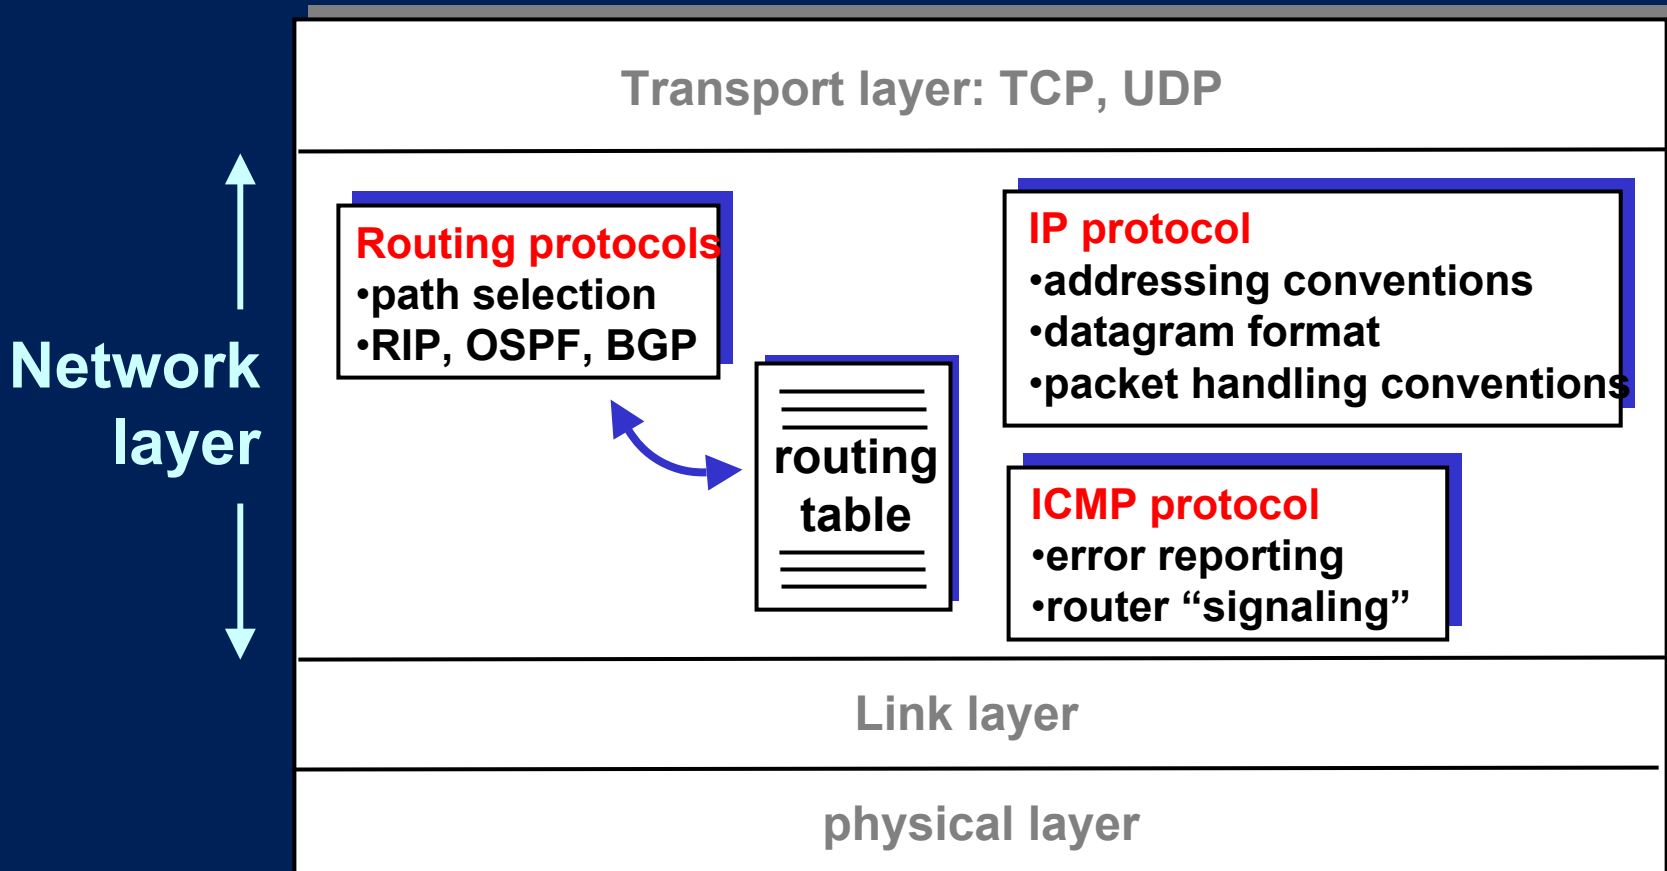 Transport layer: TCP, UDP
Network
layer
Routing protocols
•path selection
•RIP, OSPF, BGP
routing
table
IP protocol
•addressing conventions
•datagram format
•packet handling conventions
ICMP protocol
•error reporting
•router “signaling”
Link layer
physical layer